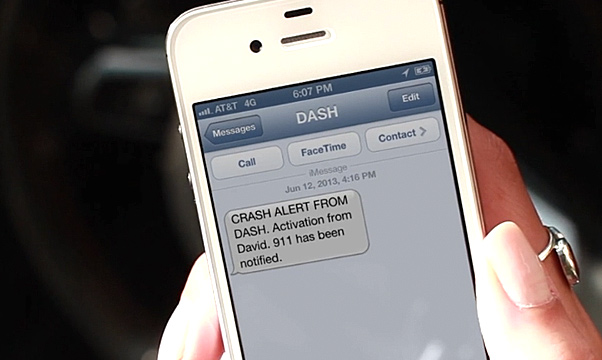 AT&T 4G 6:07 PM
Messages DASH Edit
Call FaceTime Contact
iMessage
Jun 12, 2013, 4:16 PM
CRASH ALERT FROM
DASH. Activation from
David. 911 has been
notified.